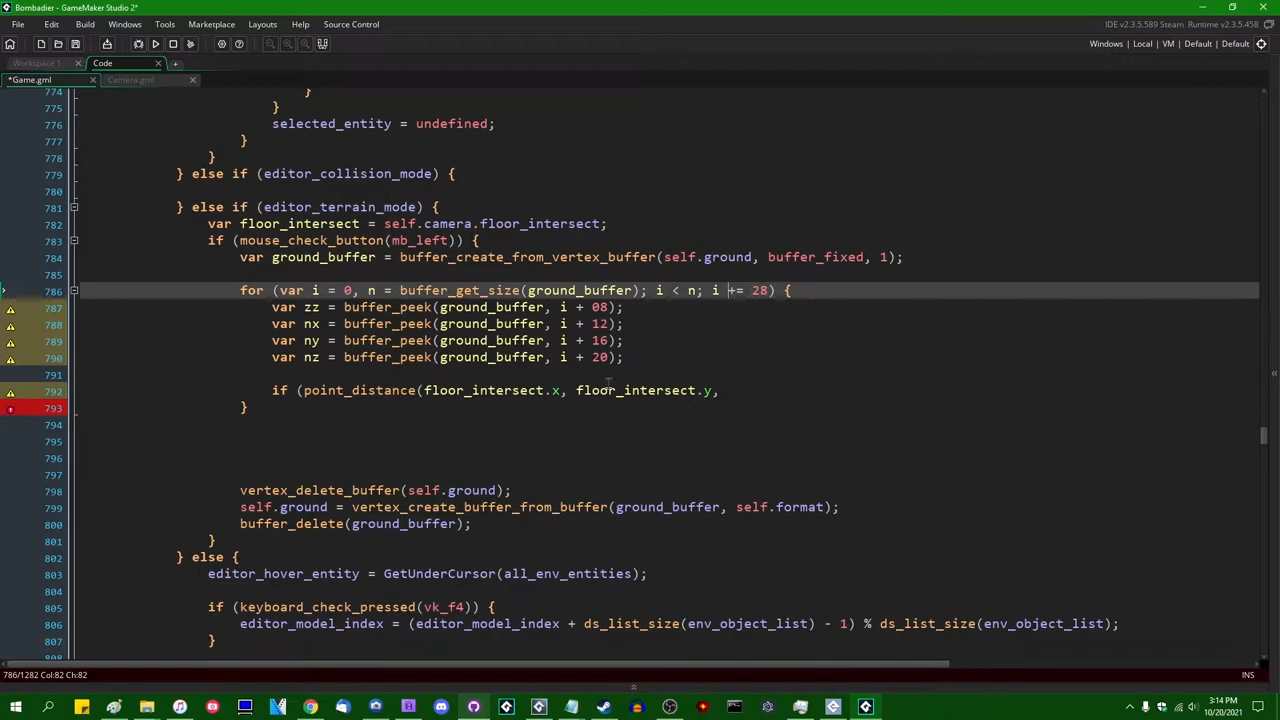 Bombadier - GameMaker Studio 2*
File Edit Build Windows Tools Marketplace Layouts Help Source Control
IDE v2.3.5.589 Steam Runtime v2.3.5.458
Windows | Local | VM | Default | Default
Workspace 1 Code
*Game.gml Camera.gml
774 }
775 }
776 selected_entity = undefined;
777 }
778 }
779 } else if (editor_collision_mode) {
780
781 } else if (editor_terrain_mode) {
782 var floor_intersect = self.camera.floor_intersect;
783 if (mouse_check_button(mb_left)) {
784 var ground_buffer = buffer_create_from_vertex_buffer(self.ground, buffer_fixed, 1);
785
786 for (var i = 0, n = buffer_get_size(ground_buffer); i < n; i += 28) {
787 var zz = buffer_peek(ground_buffer, i + 08);
788 var nx = buffer_peek(ground_buffer, i + 12);
789 var ny = buffer_peek(ground_buffer, i + 16);
790 var nz = buffer_peek(ground_buffer, i + 20);
791
792 if (point_distance(floor_intersect.x, floor_intersect.y,
793 }
794
795
796
797
798 vertex_delete_buffer(self.ground);
799 self.ground = vertex_create_buffer_from_buffer(ground_buffer, self.format);
800 buffer_delete(ground_buffer);
801 }
802 } else {
803 editor_hover_entity = GetUnderCursor(all_env_entities);
804
805 if (keyboard_check_pressed(vk_f4)) {
806 editor_model_index = (editor_model_index + ds_list_size(env_object_list) - 1) % ds_list_size(env_object_list);
807 }
808
786/1282 Col:82 Ch:82 INS
3:14 PM
10/20/2021